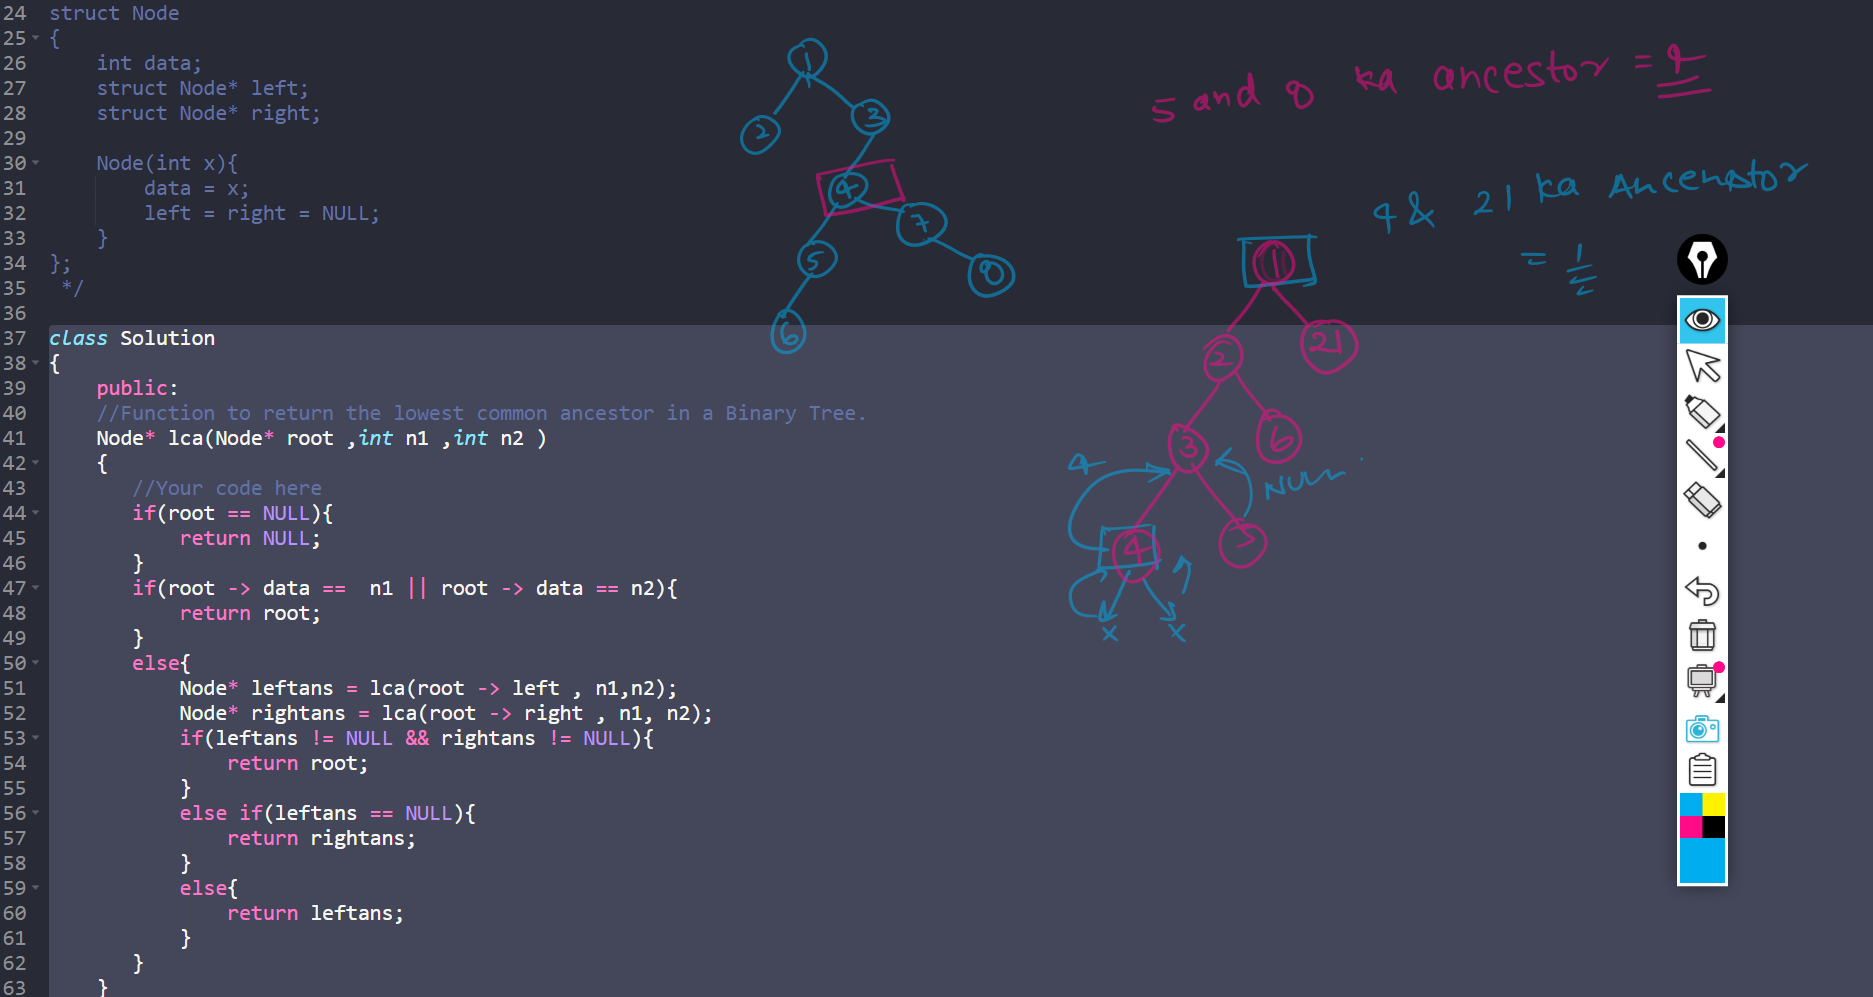 24 struct Node
25 {
26 int data;
27 struct Node* left;
28 struct Node* right;
29
30 Node(int x){
31 data = x;
32 left = right = NULL;
33 }
34 };
35 */
36
37 class Solution
38 {
39 public:
40 //Function to return the lowest common ancestor in a Binary Tree.
41 Node* lca(Node* root ,int n1 ,int n2 )
42 {
43 //Your code here
44 if(root == NULL){
45 return NULL;
46 }
47 if(root -> data ==  n1 || root -> data == n2){
48 return root;
49 }
50 else{
51 Node* leftans = lca(root -> left , n1,n2);
52 Node* rightans = lca(root -> right , n1, n2);
53 if(leftans != NULL && rightans != NULL){
54 return root;
55 }
56 else if(leftans == NULL){
57 return rightans;
58 }
59 else{
60 return leftans;
61 }
62 }
63 }
1
2 3
4
7
5 8
6
5 and 8 ka ancestor = 4
4 & 21 ka Ancenstor
= 1
1
2 21
3 6
4 NULL
4 5
x x